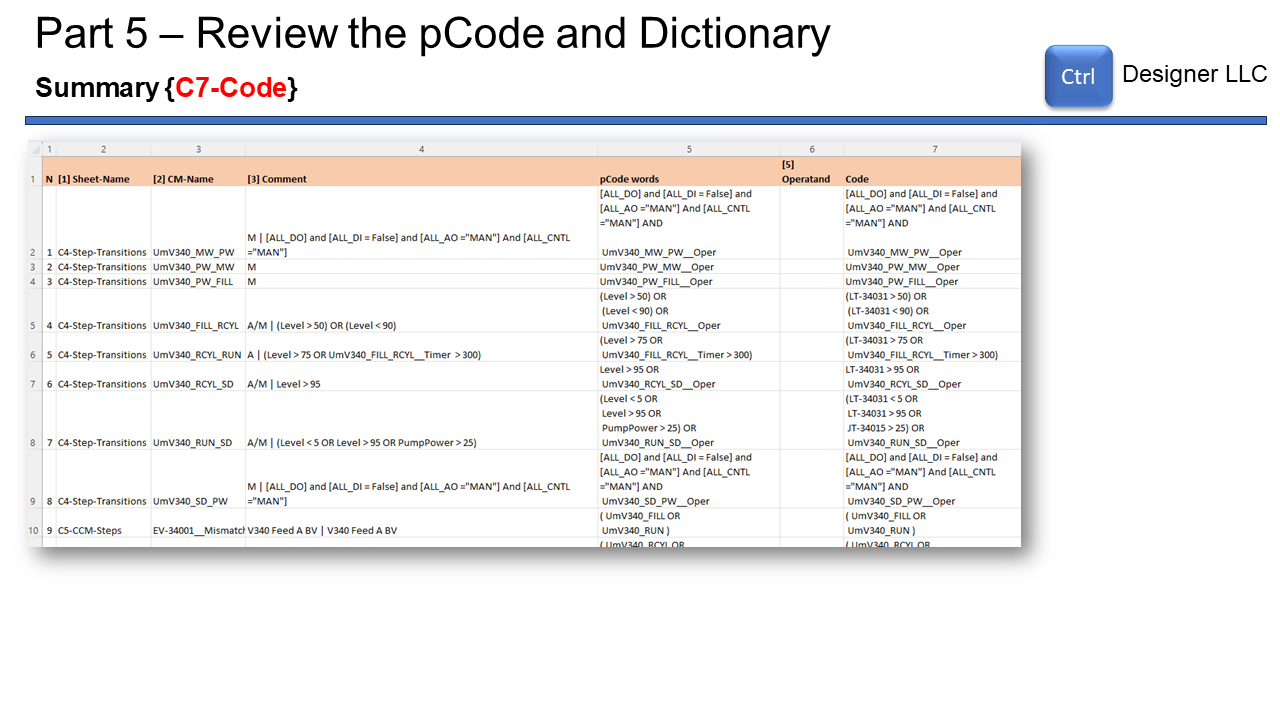 Part 5 – Review the pCode and Dictionary
Summary {C7-Code}
Ctrl
Designer LLC
1 2 3 4 5 6 7
1 N [1] Sheet-Name [2] CM-Name [3] Comment pCode words [5] Operatand Code
[ALL_DO] and [ALL_DI = False] and [ALL_DO] and [ALL_DI = False] and
[ALL_AO ="MAN"] And [ALL_CNTL [ALL_AO ="MAN"] And [ALL_CNTL
="MAN"] AND ="MAN"] AND
M | [ALL_DO] and [ALL_DI = False] and [ALL_AO ="MAN"] And [ALL_CNTL
2 1 C4-Step-Transitions UmV340_MW_PW ="MAN"] UmV340_MW_PW__Oper UmV340_MW_PW__Oper
3 2 C4-Step-Transitions UmV340_PW_MW M UmV340_PW_MW__Oper UmV340_PW_MW__Oper
4 3 C4-Step-Transitions UmV340_PW_FILL M UmV340_PW_FILL__Oper UmV340_PW_FILL__Oper
(Level > 50) OR (LT-34031 > 50) OR
(Level < 90) OR (LT-34031 < 90) OR
5 4 C4-Step-Transitions UmV340_FILL_RCYL A/M | (Level > 50) OR (Level < 90) UmV340_FILL_RCYL__Oper UmV340_FILL_RCYL__Oper
(Level > 75 OR (LT-34031 > 75 OR
6 5 C4-Step-Transitions UmV340_RCYL_RUN A | (Level > 75 OR UmV340_FILL_RCYL__Timer > 300) UmV340_FILL_RCYL__Timer > 300) UmV340_FILL_RCYL__Timer > 300)
Level > 95 OR LT-34031 > 95 OR
7 6 C4-Step-Transitions UmV340_RCYL_SD A/M | Level > 95 UmV340_RCYL_SD__Oper UmV340_RCYL_SD__Oper
(Level < 5 OR (LT-34031 < 5 OR
Level > 95 OR LT-34031 > 95 OR
PumpPower > 25) OR JT-34015 > 25) OR
8 7 C4-Step-Transitions UmV340_RUN_SD A/M | (Level < 5 OR Level > 95 OR PumpPower > 25) UmV340_RUN_SD__Oper UmV340_RUN_SD__Oper
[ALL_DO] and [ALL_DI = False] and [ALL_DO] and [ALL_DI = False] and
[ALL_AO ="MAN"] And [ALL_CNTL [ALL_AO ="MAN"] And [ALL_CNTL
M | [ALL_DO] and [ALL_DI = False] and [ALL_AO ="MAN"] And [ALL_CNTL ="MAN"] AND ="MAN"] AND
9 8 C4-Step-Transitions UmV340_SD_PW ="MAN"] UmV340_SD_PW__Oper UmV340_SD_PW__Oper
( UmV340_FILL OR ( UmV340_FILL OR
10 9 C5-CCM-Steps EV-34001__Mismatch V340 Feed A BV | V340 Feed A BV UmV340_RUN ) UmV340_RUN )
( UmV340_RCYL OR ( UmV340_RCYL OR